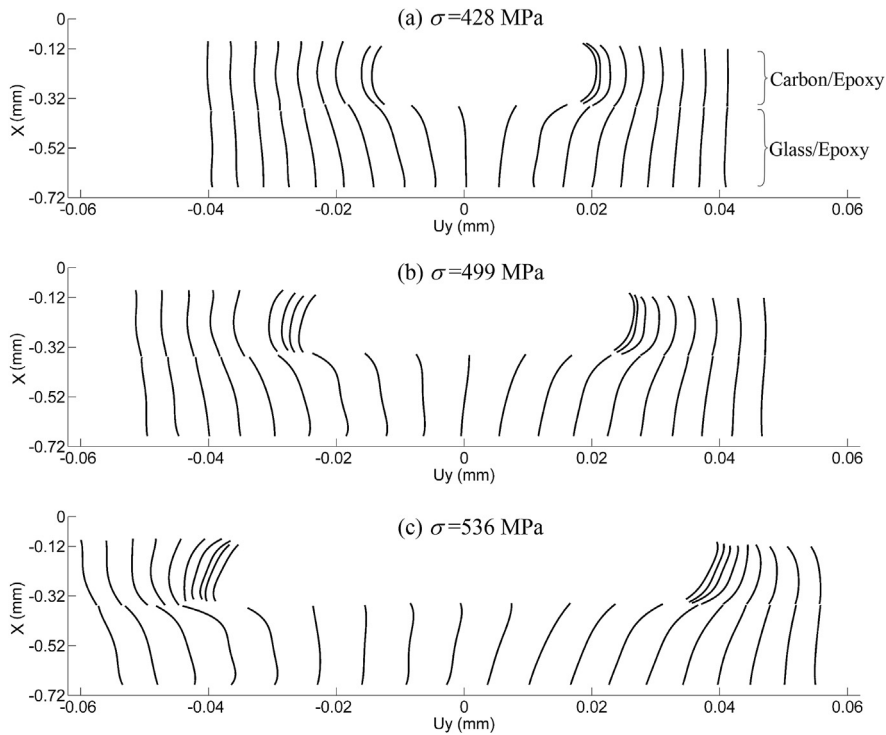 (a) σ=428 MPa
0
-0.12
-0.32
-0.52
-0.72
X (mm)
Carbon/Epoxy
Glass/Epoxy
-0.06 -0.04 -0.02 0 0.02 0.04 0.06
Uy (mm)
(b) σ=499 MPa
0
-0.12
-0.32
-0.52
-0.72
X (mm)
-0.06 -0.04 -0.02 0 0.02 0.04 0.06
Uy (mm)
(c) σ=536 MPa
0
-0.12
-0.32
-0.52
-0.72
X (mm)
-0.06 -0.04 -0.02 0 0.02 0.04 0.06
Uy (mm)